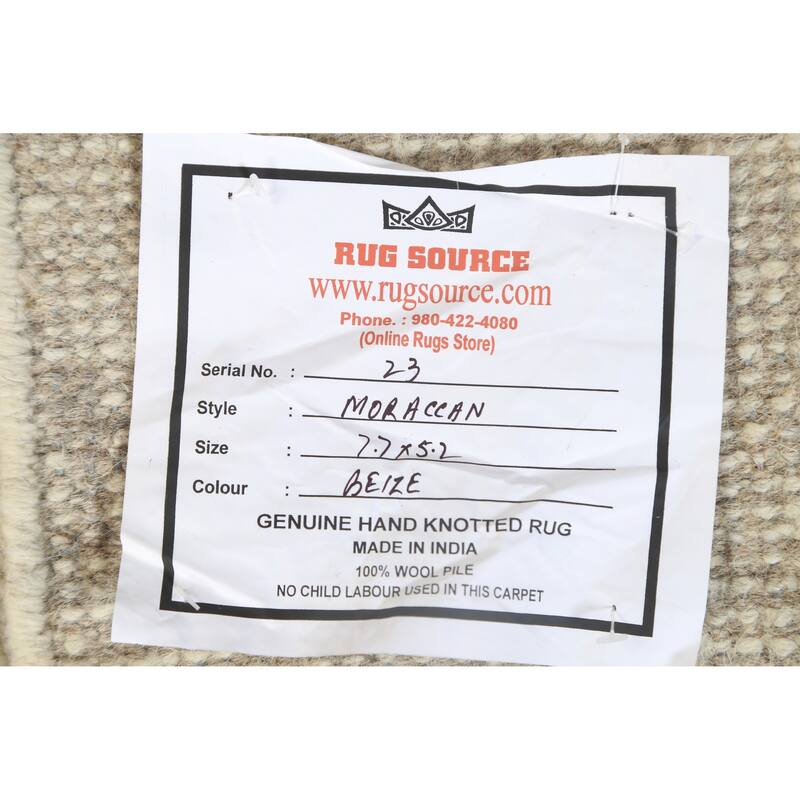 RUG SOURCE
www.rugsource.com
Phone. : 980-422-4080
(Online Rugs Store)
Serial No. : 23
Style : MORACCAN
Size : 7.7 x 5.2
Colour : BEIZE
GENUINE HAND KNOTTED RUG
MADE IN INDIA
100% WOOL PILE
NO CHILD LABOUR USED IN THIS CARPET